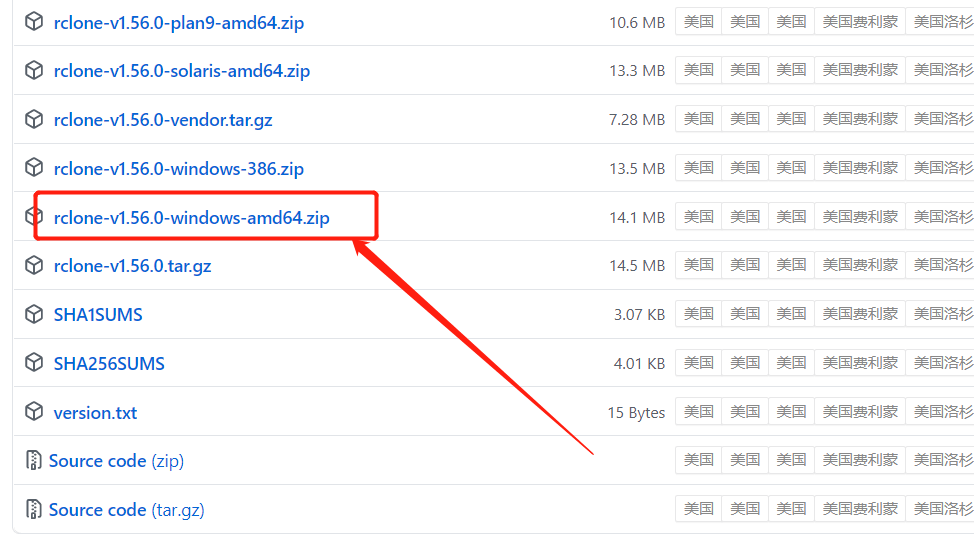 rclone-v1.56.0-plan9-amd64.zip 10.6 MB 美国 美国 美国 美国费利蒙 美国洛杉
rclone-v1.56.0-solaris-amd64.zip 13.3 MB 美国 美国 美国 美国费利蒙 美国洛杉
rclone-v1.56.0-vendor.tar.gz 7.28 MB 美国 美国 美国 美国费利蒙 美国洛杉
rclone-v1.56.0-windows-386.zip 13.5 MB 美国 美国 美国 美国费利蒙 美国洛杉
rclone-v1.56.0-windows-amd64.zip 14.1 MB 美国 美国 美国 美国费利蒙 美国洛杉
rclone-v1.56.0.tar.gz 14.5 MB 美国 美国 美国 美国费利蒙 美国洛杉
SHA1SUMS 3.07 KB 美国 美国 美国 美国费利蒙 美国洛杉
SHA256SUMS 4.01 KB 美国 美国 美国 美国费利蒙 美国洛杉
version.txt 15 Bytes 美国 美国 美国 美国费利蒙 美国洛杉
Source code (zip) 美国 美国 美国 美国费利蒙 美国洛杉
Source code (tar.gz) 美国 美国 美国 美国费利蒙 美国洛杉